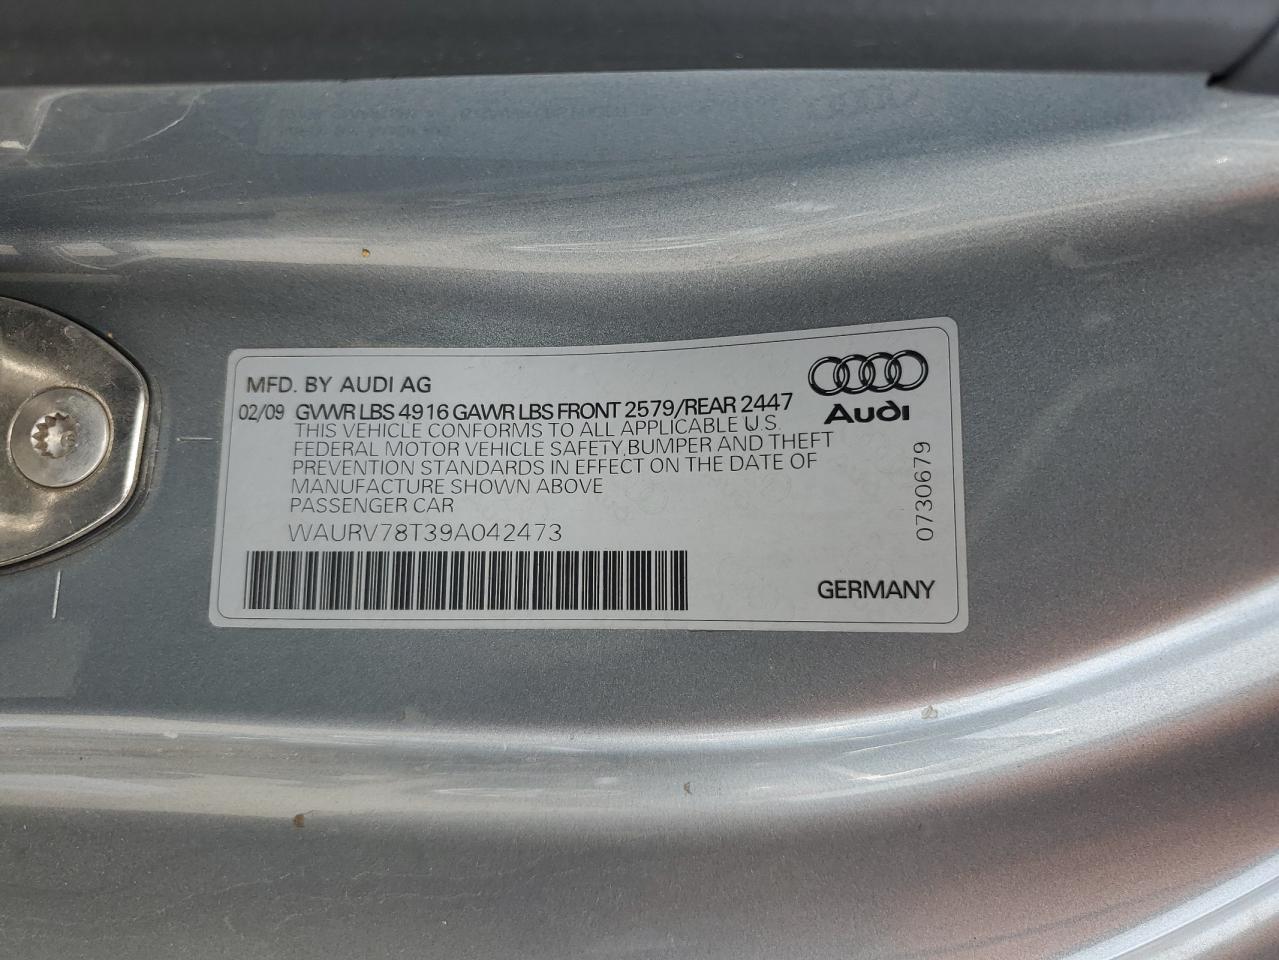 MFD. BY AUDI AG
02/09 GVWR LBS 4916 GAWR LBS FRONT 2579/REAR 2447
THIS VEHICLE CONFORMS TO ALL APPLICABLE U.S.
FEDERAL MOTOR VEHICLE SAFETY, BUMPER AND THEFT
PREVENTION STANDARDS IN EFFECT ON THE DATE OF
MANUFACTURE SHOWN ABOVE
PASSENGER CAR
WAURV78T39A042473
Audi
0730679
GERMANY